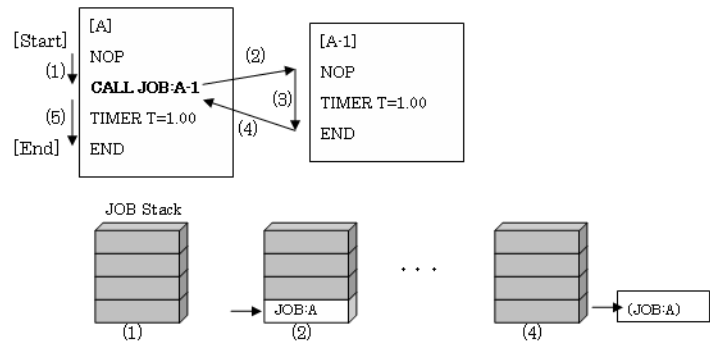 [A]
[Start]
NOP
(1)
CALL JOB:A-1
(5)
TIMER T=1.00
[End]
END
(2)
(3)
(4)
[A-1]
NOP
TIMER T=1.00
END
JOB Stack
(1)
JOB:A
(2)
. . .
(4)
(JOB:A)